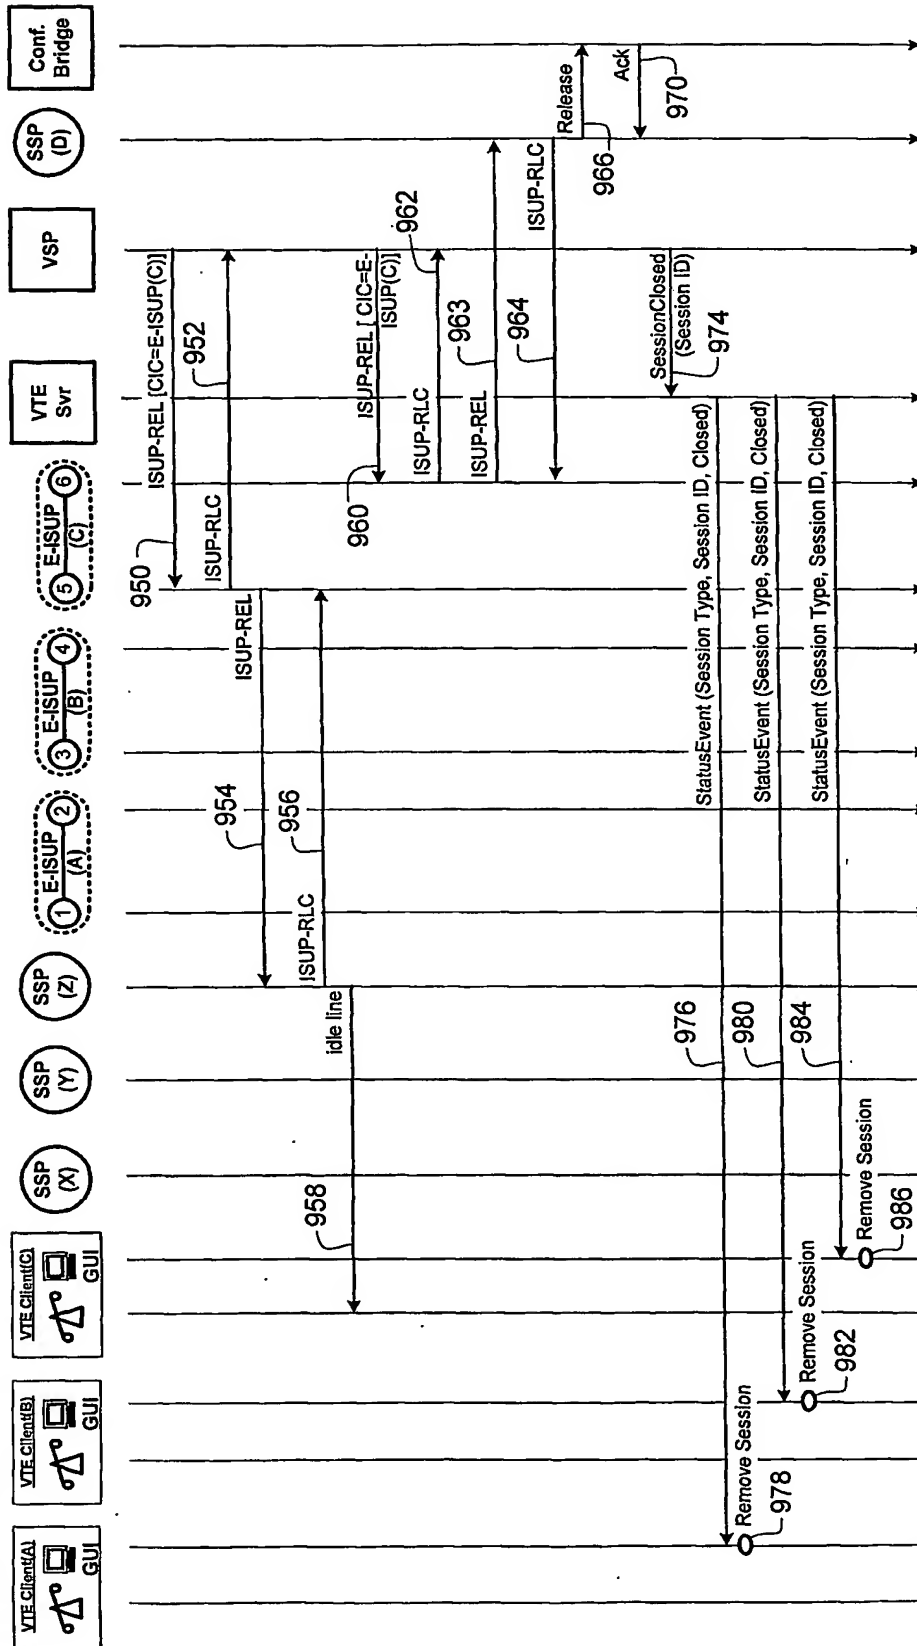 VTE Client(A)
GUI
VTE Client(B)
GUI
VTE Client(C)
GUI
SSP
(X)
SSP
(Y)
SSP
(Z)
1
E-ISUP
(A)
2
3
E-ISUP
(B)
4
5
E-ISUP
(C)
6
VTE
Svr
VSP
SSP
(D)
Conf.
Bridge
ISUP-REL [CIC=E-ISUP(C)]
950
ISUP-RLC
952
ISUP-REL
954
ISUP-RLC
956
idle line
958
ISUP-REL [ CIC=E-
ISUP(C)]
960
ISUP-RLC
962
ISUP-REL
963
ISUP-RLC
964
Release
966
Ack
970
SessionClosed
(Session ID)
974
StatusEvent (Session Type, Session ID, Closed)
976
Remove Session
978
StatusEvent (Session Type, Session ID, Closed)
980
Remove Session
982
StatusEvent (Session Type, Session ID, Closed)
984
Remove Session
986